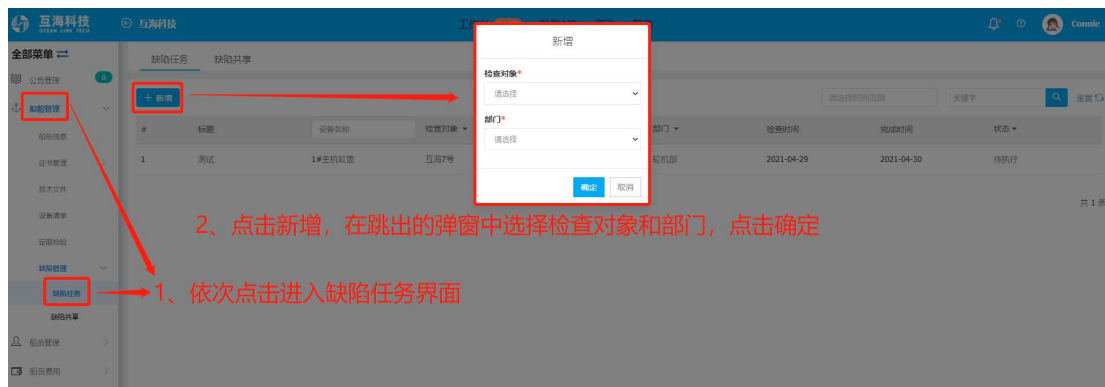 互海科技
OCEAN LINK TECH
互海科技
Connie
全部菜单
公告管理
0
船舶管理
船舶信息
证书管理
技术文件
设备清单
定期检验
缺陷管理
缺陷任务
缺陷共享
船员管理
船员费用
缺陷任务 缺陷共享
+ 新增
请选择时间范围 关键字 重置
# 标题 设备名称 检查对象 部门 检查时间 完成时间 状态
1 测试 1#主机缸套 互海7号 轮机部 2021-04-29 2021-04-30 待执行
共 1 条
新增
检查对象*
请选择
部门*
请选择
确定 取消
2、点击新增，在跳出的弹窗中选择检查对象和部门，点击确定
1、依次点击进入缺陷任务界面